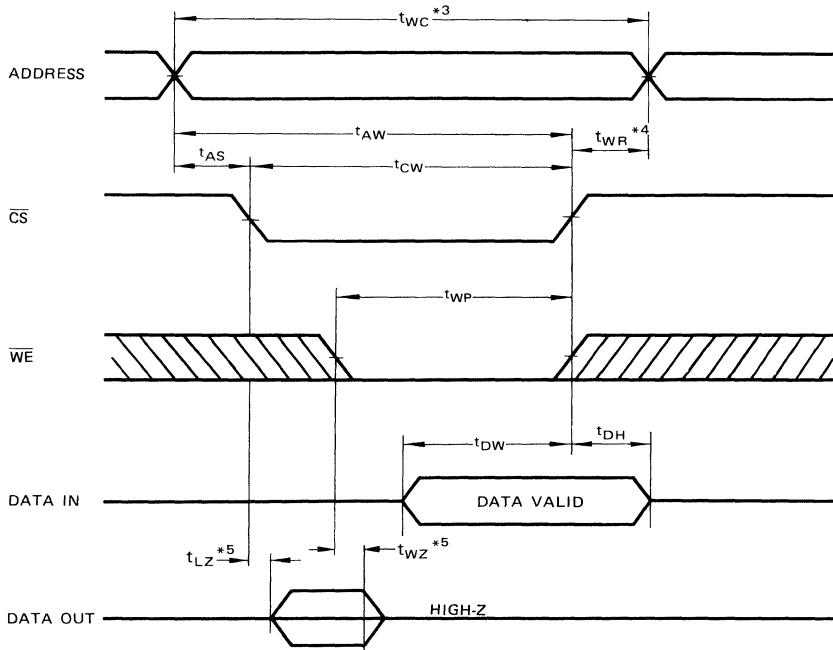 tWC *3
ADDRESS
tAW
tWR *4
tAS
tCW
CS
tWP
WE
tDW
tDH
DATA IN
DATA VALID
tLZ *5
tWZ *5
DATA OUT
HIGH-Z